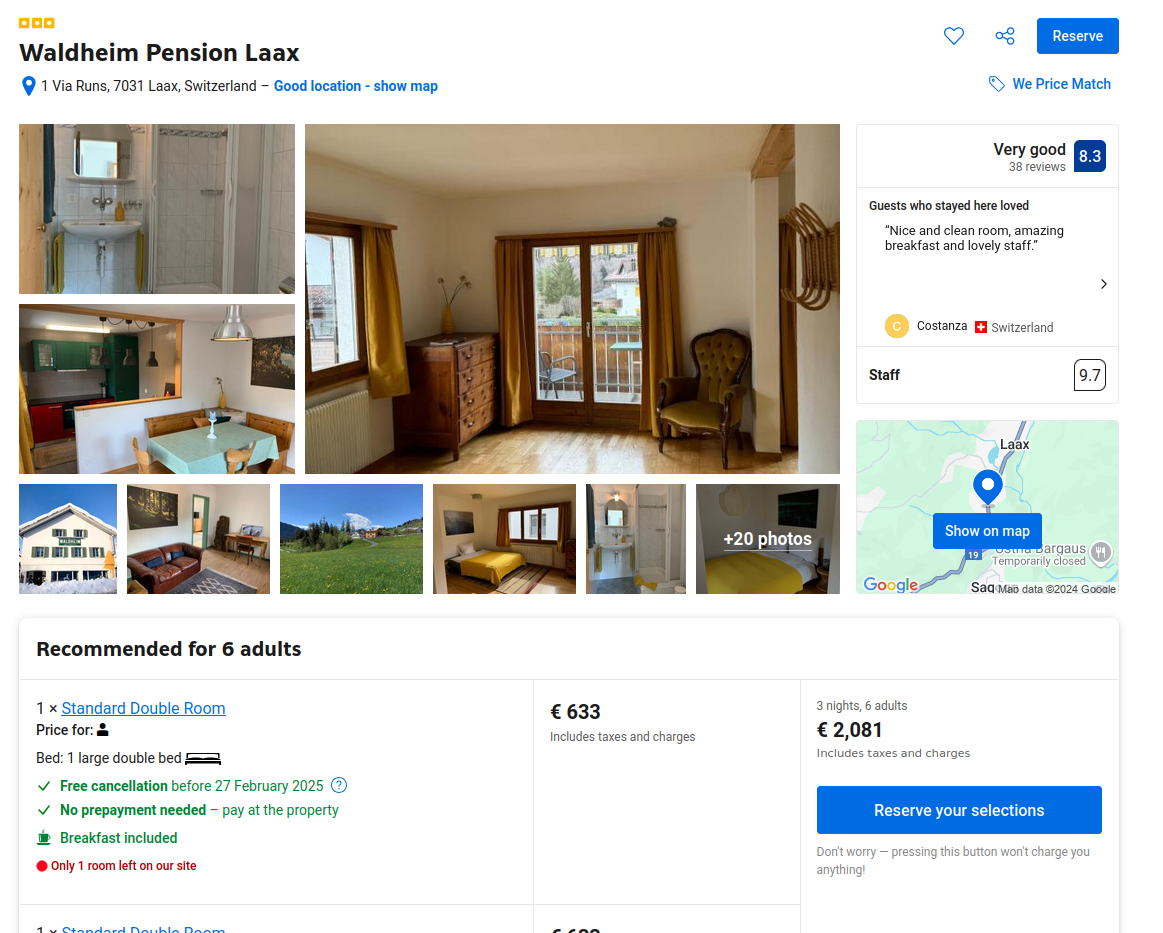 Waldheim Pension Laax
Reserve
1 Via Runs, 7031 Laax, Switzerland – Good location - show map
We Price Match
Very good
38 reviews
8.3
Guests who stayed here loved
“Nice and clean room, amazing
breakfast and lovely staff.”
C
Costanza
Switzerland
Staff
9.7
WALDHEIM
+20 photos
Laax
Show on map
19
Ustria Bargaus
Temporarily closed
Google
Map data ©2024 Google
Recommended for 6 adults
1 × Standard Double Room
Price for:
Bed: 1 large double bed
Free cancellation before 27 February 2025
No prepayment needed – pay at the property
Breakfast included
Only 1 room left on our site
€ 633
Includes taxes and charges
3 nights, 6 adults
€ 2,081
Includes taxes and charges
Reserve your selections
Don't worry — pressing this button won't charge you
anything!
1 × Standard Double Room